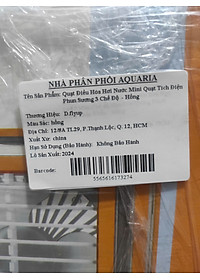 NHÀ PHÂN PHỐI AQUARIA
Tên Sản Phẩm: Quạt Điều Hòa Hơi Nước Mini Quạt Tích Điện
Phun Sương 3 Chế Độ - Hồng
Thương Hiệu: D.flyup
Màu Sắc: hồng
Địa Chỉ: 12/8A TL29, P.Thạnh Lộc, Q. 12, HCM
Xuất Xứ: china
Hạn Sử Dụng (Bảo Hành): Không Bảo Hành
Lô Sản Xuất: 2024
Barcode:
5565616173274